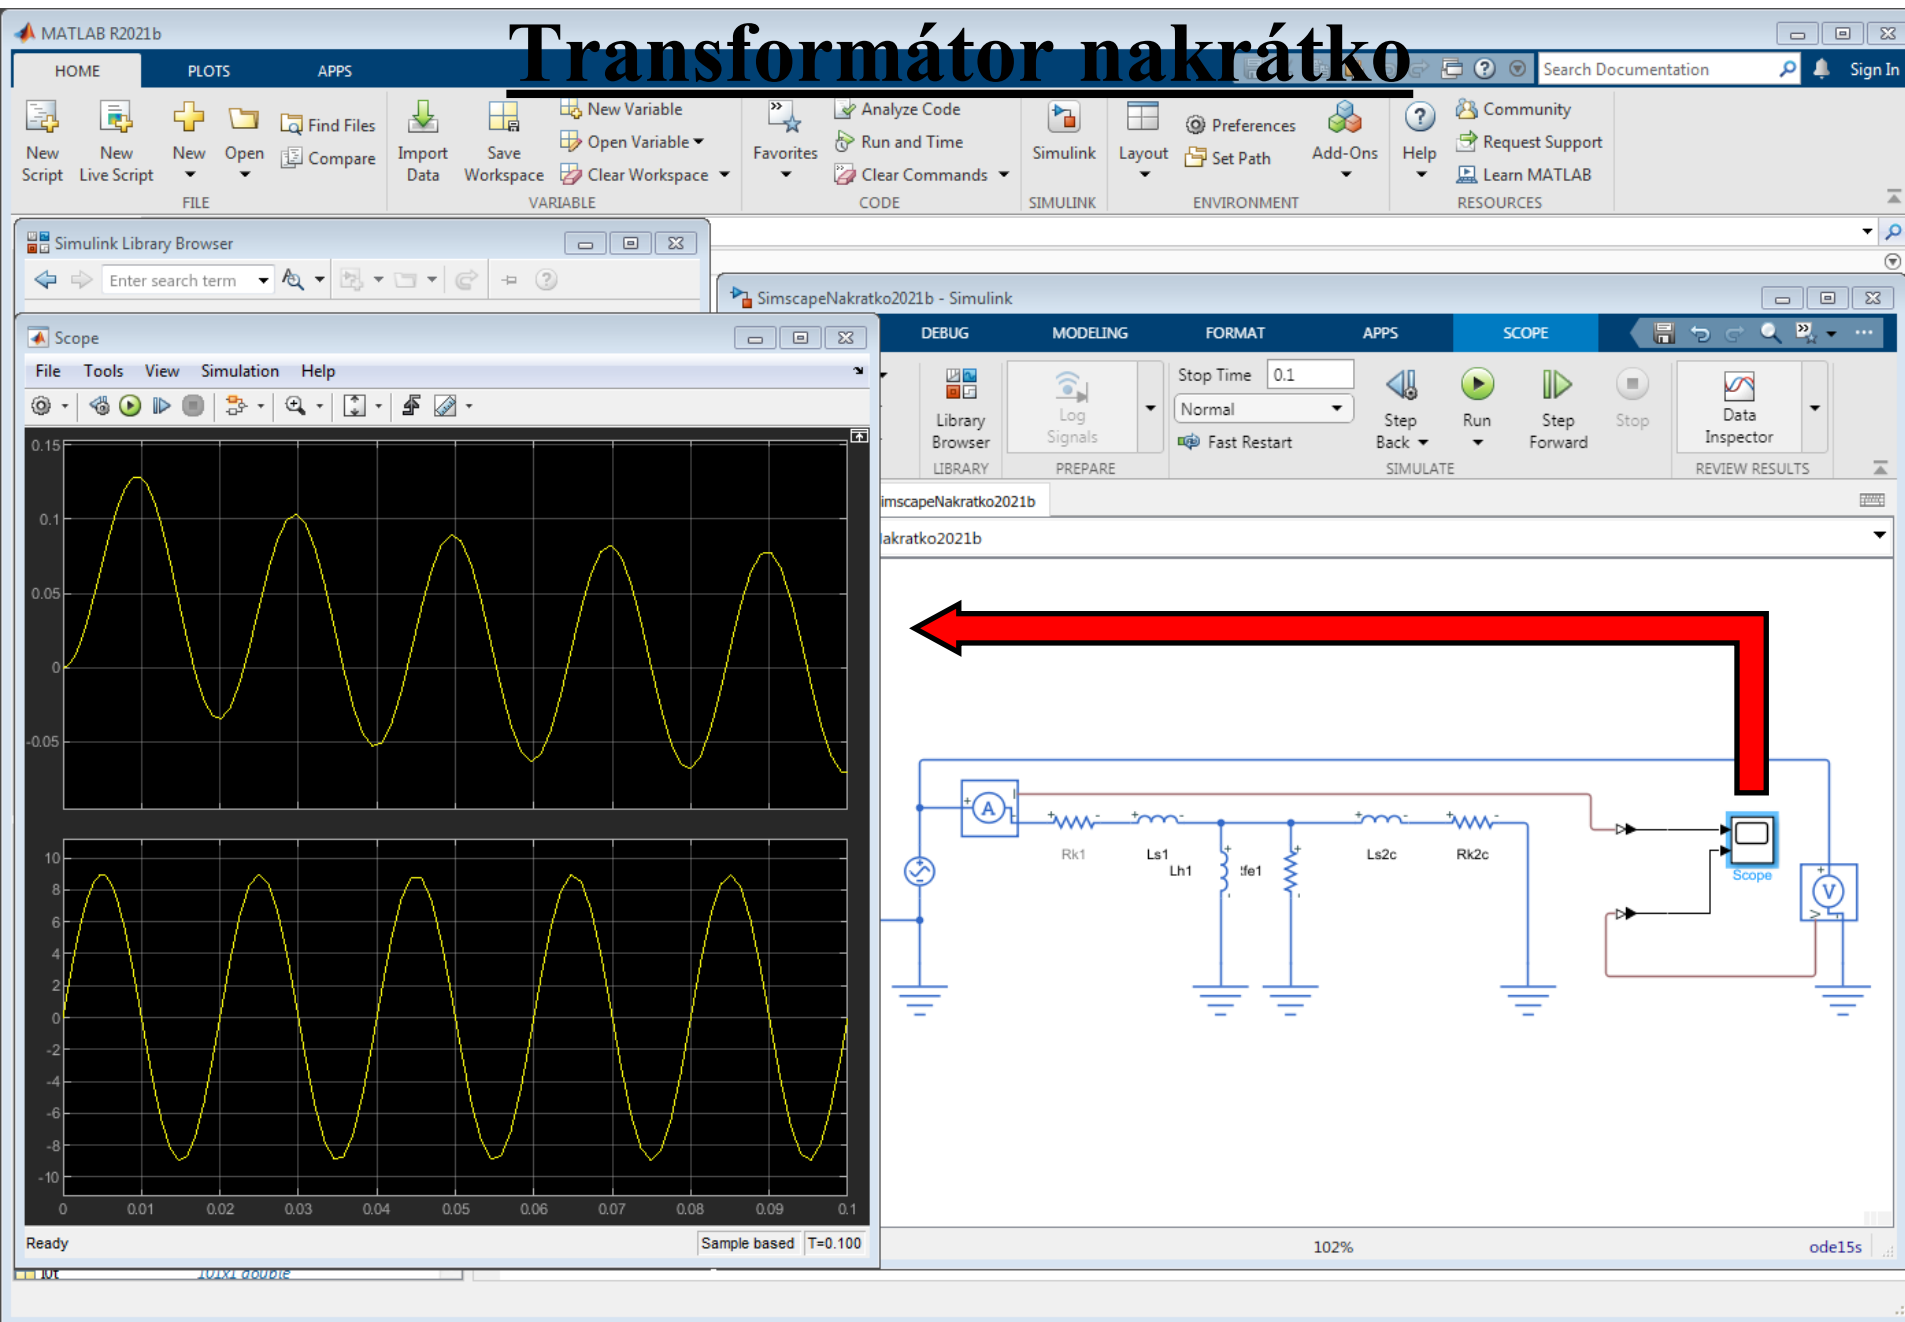 Transformátor nakrátko
MATLAB R2021b
HOME PLOTS APPS
Search Documentation
Sign In
New Script
New Live Script
New
Open
Find Files
Compare
FILE
Import Data
Save Workspace
New Variable
Open Variable
Clear Workspace
VARIABLE
Favorites
Analyze Code
Run and Time
Clear Commands
CODE
Simulink
SIMULINK
Layout
Preferences
Set Path
Add-Ons
ENVIRONMENT
Help
Community
Request Support
Learn MATLAB
RESOURCES
Simulink Library Browser
Enter search term
SimscapeNakratko2021b - Simulink
DEBUG MODELING FORMAT APPS SCOPE
Library Browser
LIBRARY
Log Signals
PREPARE
Stop Time 0.1
Normal
Fast Restart
Step Back
Run
Step Forward
Stop
SIMULATE
Data Inspector
REVIEW RESULTS
imscapeNakratko2021b
lakratko2021b
Scope
File Tools View Simulation Help
0.15
0.1
0.05
0
-0.05
10
8
6
4
2
0
-2
-4
-6
-8
-10
0 0.01 0.02 0.03 0.04 0.05 0.06 0.07 0.08 0.09 0.1
Ready
Sample based T=0.100
A
I
Rk1
Ls1
Lh1
fe1
Ls2c
Rk2c
Scope
V
V
102%
ode15s
101x1 double